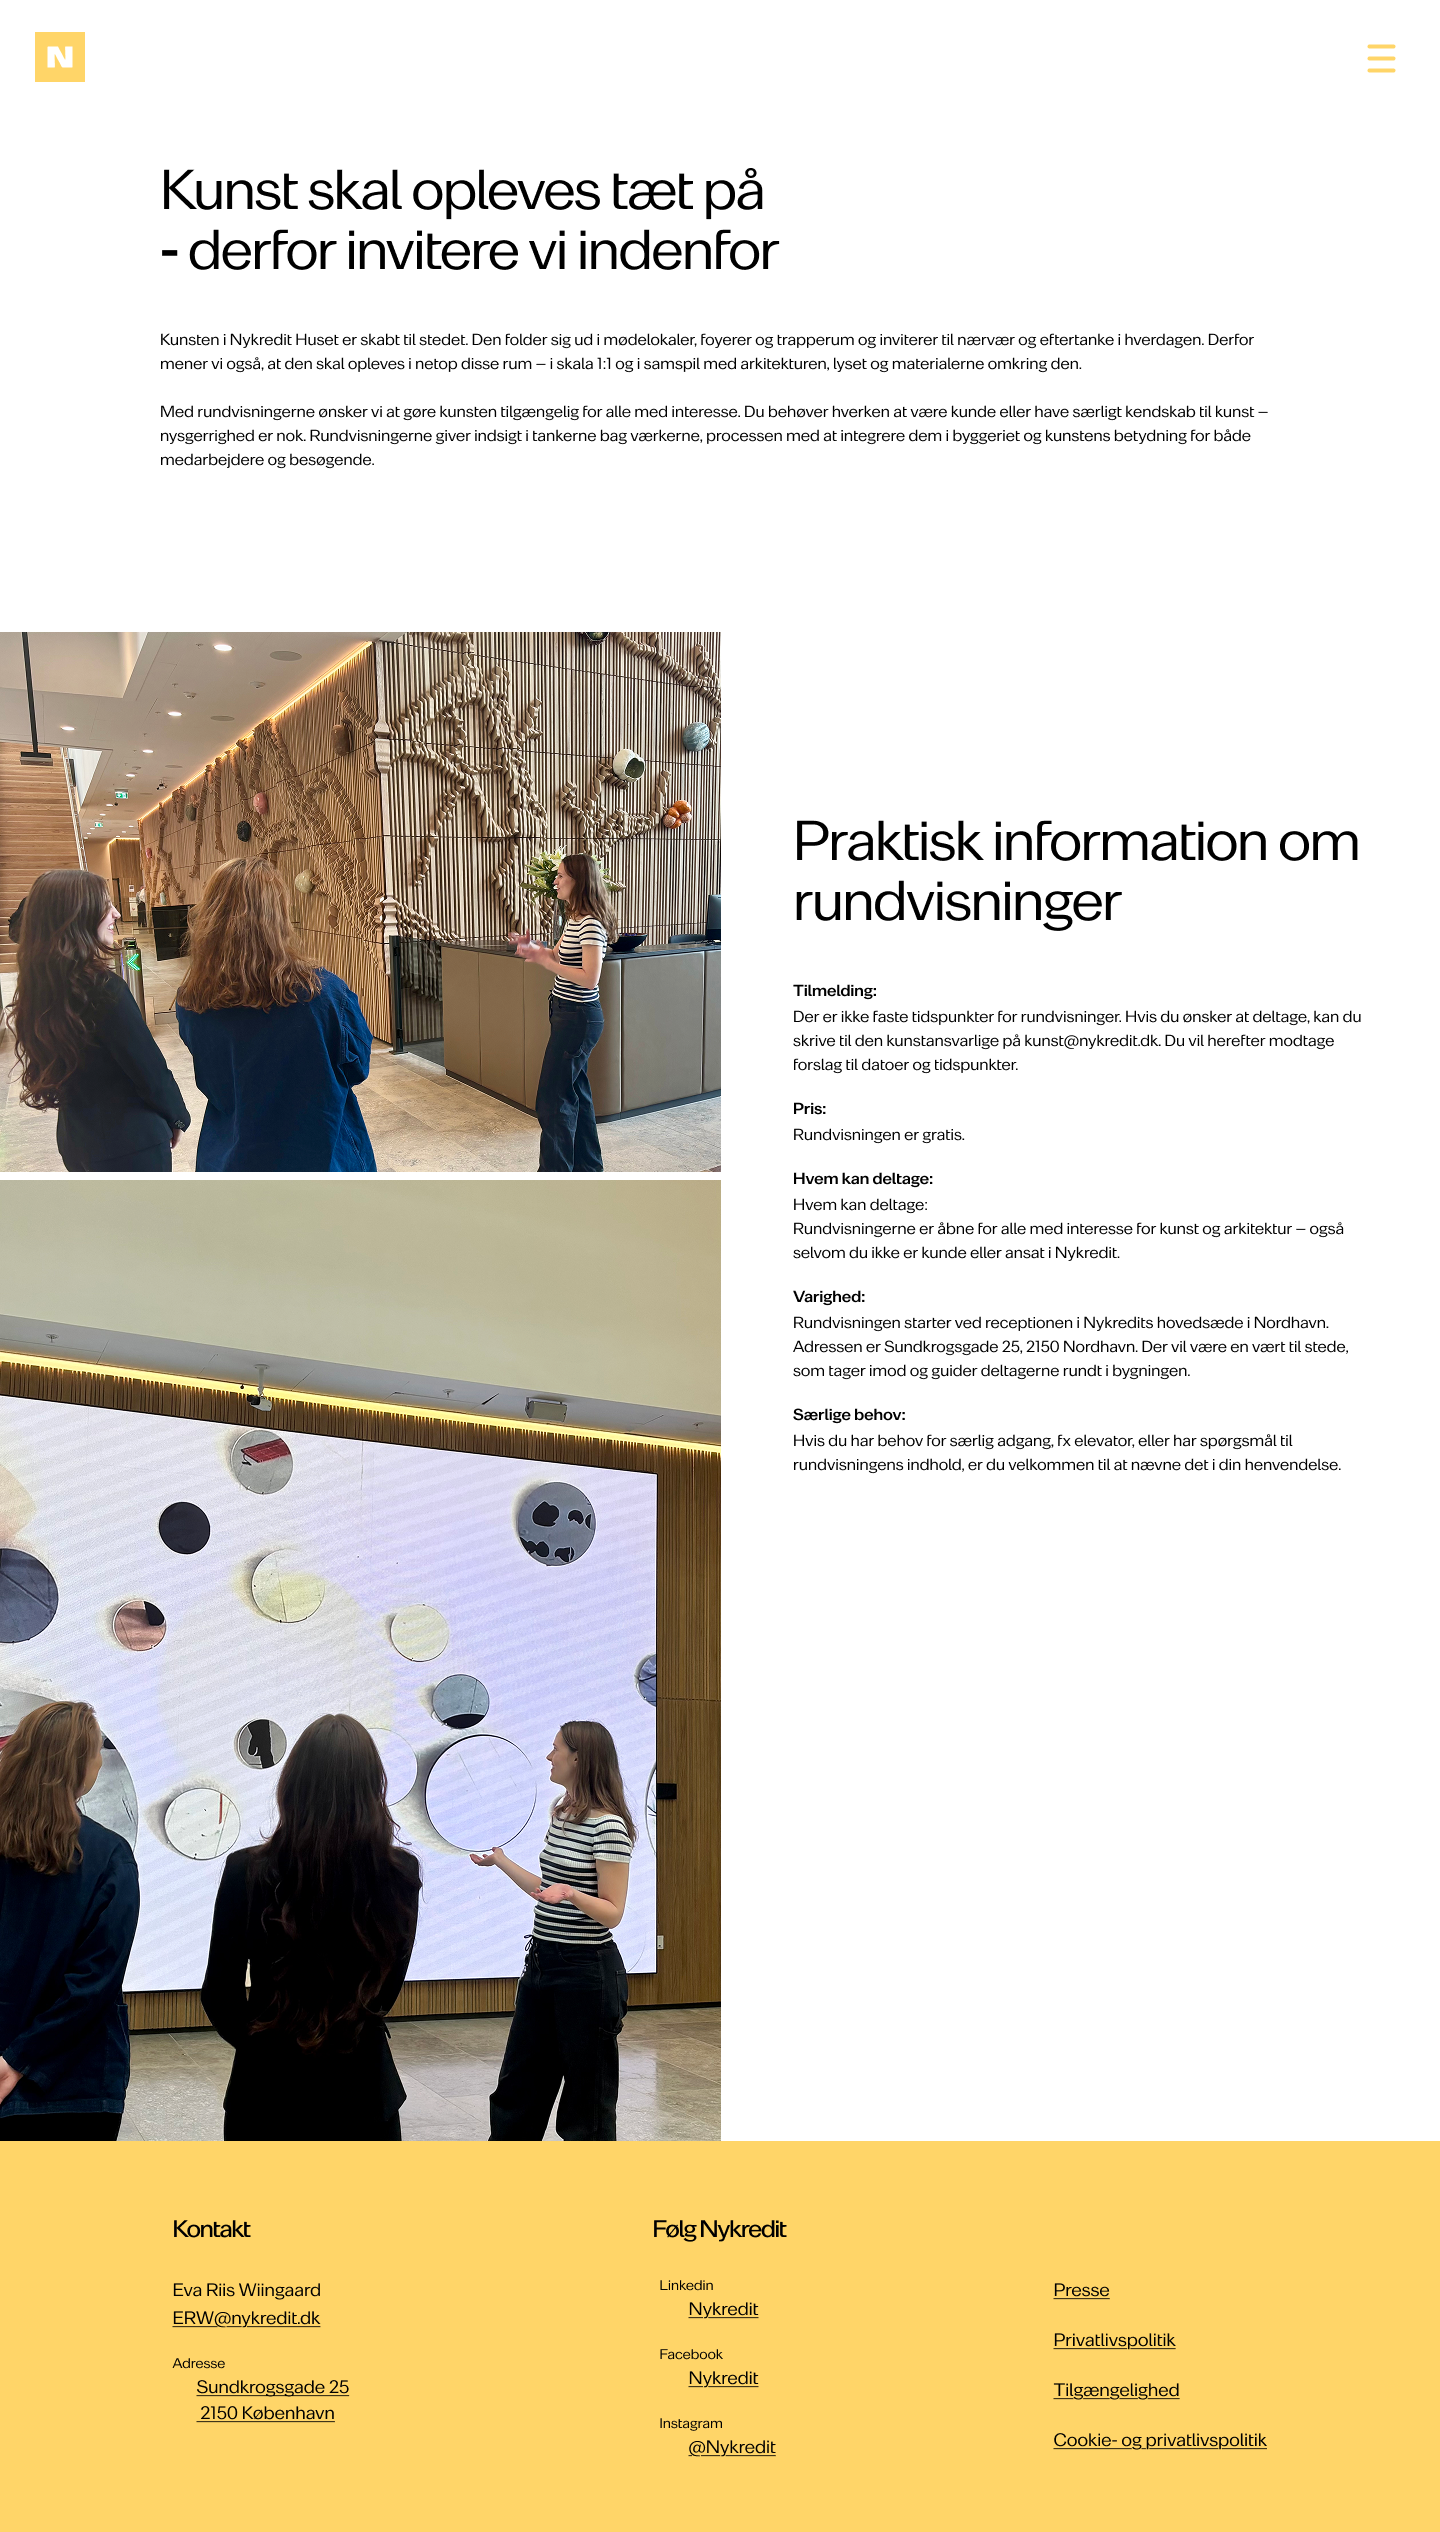 N
Kunst skal opleves tæt på
- derfor invitere vi indenfor
Kunsten i Nykredit Huset er skabt til stedet. Den folder sig ud i mødelokaler, foyerer og trapperum og inviterer til nærvær og eftertanke i hverdagen. Derfor
mener vi også, at den skal opleves i netop disse rum – i skala 1:1 og i samspil med arkitekturen, lyset og materialerne omkring den.
Med rundvisningerne ønsker vi at gøre kunsten tilgængelig for alle med interesse. Du behøver hverken at være kunde eller have særligt kendskab til kunst –
nysgerrighed er nok. Rundvisningerne giver indsigt i tankerne bag værkerne, processen med at integrere dem i byggeriet og kunstens betydning for både
medarbejdere og besøgende.
Praktisk information om
rundvisninger
Tilmelding:
Der er ikke faste tidspunkter for rundvisninger. Hvis du ønsker at deltage, kan du
skrive til den kunstansvarlige på kunst@nykredit.dk. Du vil herefter modtage
forslag til datoer og tidspunkter.
Pris:
Rundvisningen er gratis.
Hvem kan deltage:
Hvem kan deltage:
Rundvisningerne er åbne for alle med interesse for kunst og arkitektur – også
selvom du ikke er kunde eller ansat i Nykredit.
Varighed:
Rundvisningen starter ved receptionen i Nykredits hovedsæde i Nordhavn.
Adressen er Sundkrogsgade 25, 2150 Nordhavn. Der vil være en vært til stede,
som tager imod og guider deltagerne rundt i bygningen.
Særlige behov:
Hvis du har behov for særlig adgang, fx elevator, eller har spørgsmål til
rundvisningens indhold, er du velkommen til at nævne det i din henvendelse.
Kontakt
Eva Riis Wiingaard
ERW@nykredit.dk
Adresse
Sundkrogsgade 25
2150 København
Følg Nykredit
Linkedin
Nykredit
Facebook
Nykredit
Instagram
@Nykredit
Presse
Privatlivspolitik
Tilgængelighed
Cookie- og privatlivspolitik